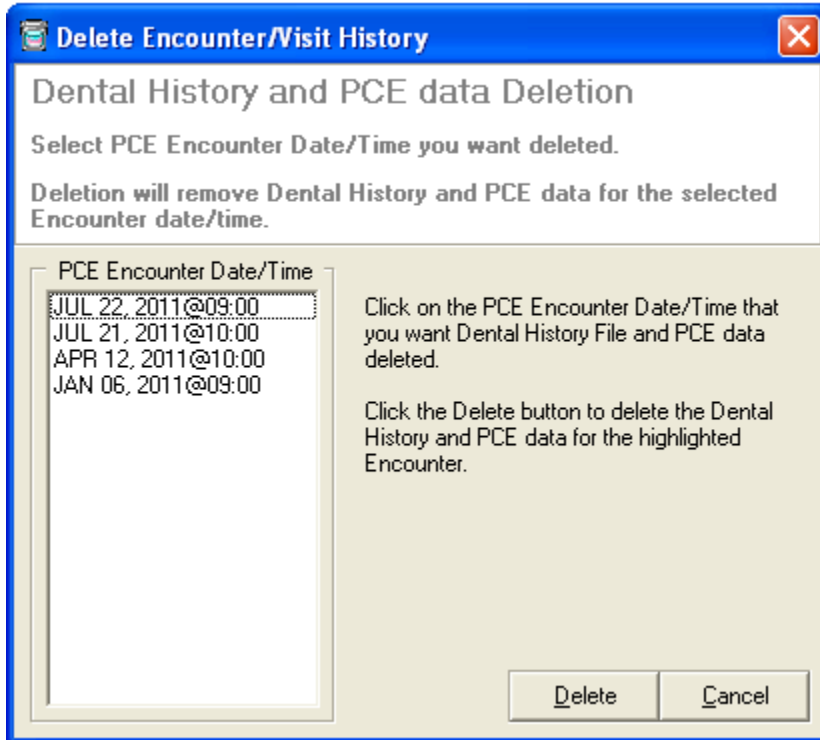 Delete Encounter/Visit History
Dental History and PCE data Deletion
Select PCE Encounter Date/Time you want deleted.
Deletion will remove Dental History and PCE data for the selected
Encounter date/time.
PCE Encounter Date/Time
JUL 22, 2011@09:00
JUL 21, 2011@10:00
APR 12, 2011@10:00
JAN 06, 2011@09:00
Click on the PCE Encounter Date/Time that
you want Dental History File and PCE data
deleted.
Click the Delete button to delete the Dental
History and PCE data for the highlighted
Encounter.
Delete
Cancel